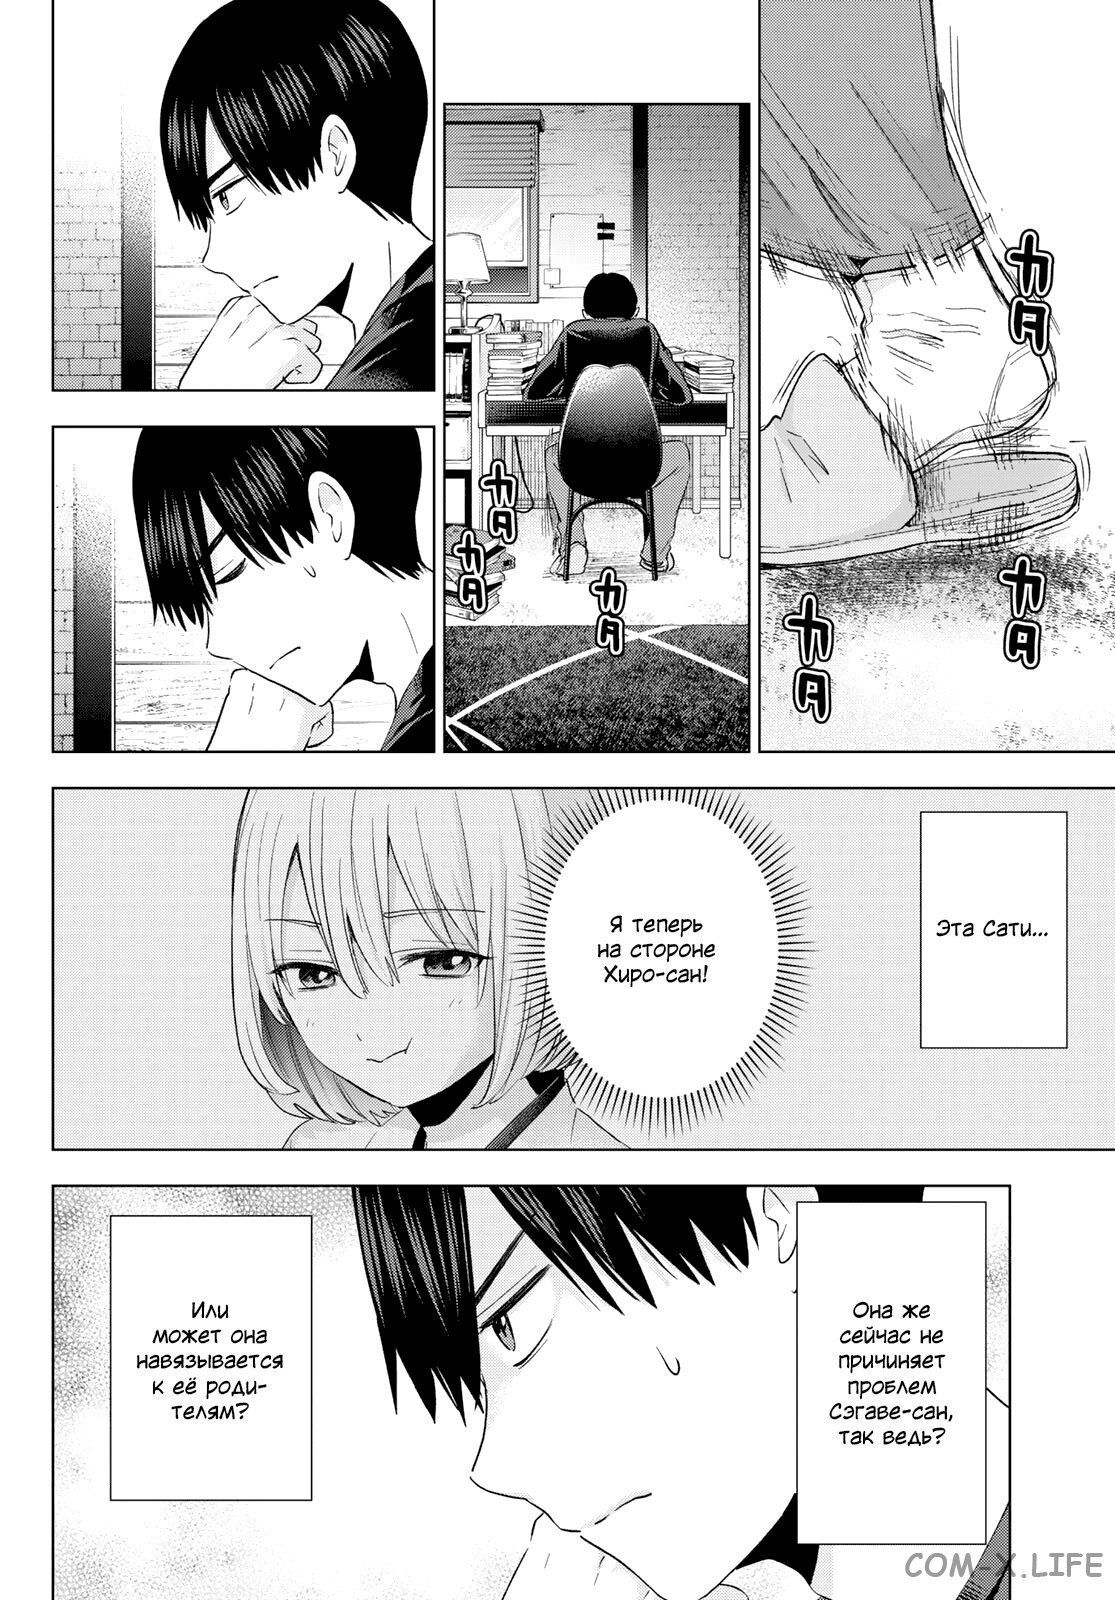 カタ
カタ
カタ
カタ
カタ
カタ
Эта Сати...
Я теперь
на стороне
Хиро-сан!
Она же
сейчас не
причиняет
проблем
Сэгаве-сан,
так ведь?
Или
может она
навязывается
к её роди-
телям?
COM-X.LIFE